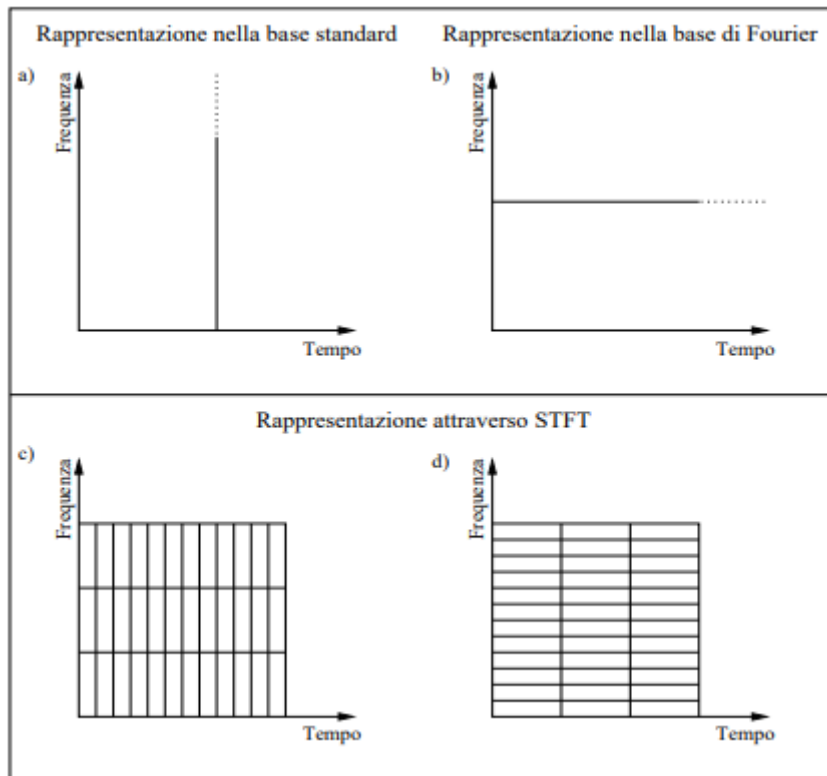 Rappresentazione nella base standard
Rappresentazione nella base di Fourier
a)
Frequenza
Tempo
b)
Frequenza
Tempo
Rappresentazione attraverso STFT
c)
Frequenza
Tempo
d)
Frequenza
Tempo